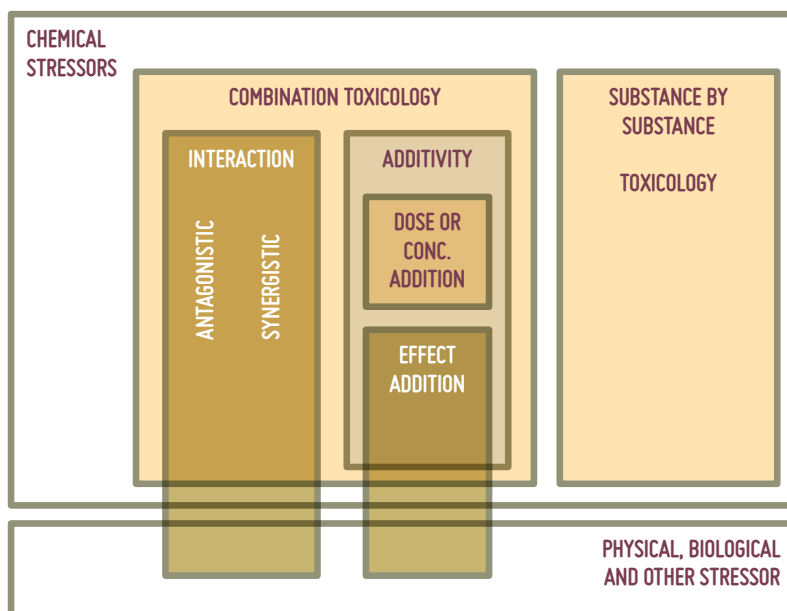 CHEMICAL
STRESSORS
COMBINATION TOXICOLOGY
INTERACTION
ANTAGONISTIC
SYNERGISTIC
ADDITIVITY
DOSE OR
CONC.
ADDITION
EFFECT
ADDITION
SUBSTANCE BY
SUBSTANCE
TOXICOLOGY
PHYSICAL, BIOLOGICAL
AND OTHER STRESSOR